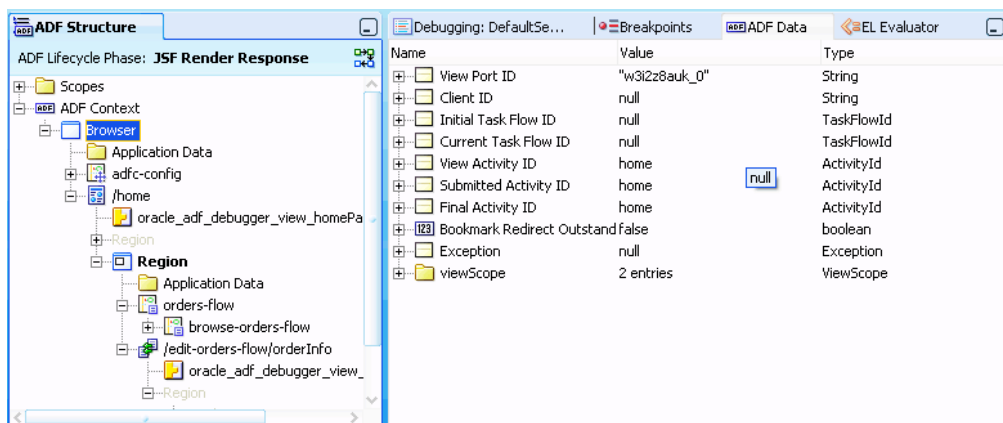 ADF Structure
ADF Lifecycle Phase: JSF Render Response
Scopes
ADF Context
Browser
Application Data
adfc-config
/home
oracle_adf_debugger_view_homePa
Region
Region
Application Data
orders-flow
browse-orders-flow
/edit-orders-flow/orderInfo
oracle_adf_debugger_view_
Region
Debugging: DefaultSe... Breakpoints ADF Data EL Evaluator
Name Value Type
View Port ID "w3i2z8auk_0" String
Client ID null String
Initial Task Flow ID null TaskFlowId
Current Task Flow ID null TaskFlowId
View Activity ID home ActivityId
Submitted Activity ID home ActivityId
null
Final Activity ID home ActivityId
123 Bookmark Redirect Outstand false boolean
Exception null Exception
viewScope 2 entries ViewScope